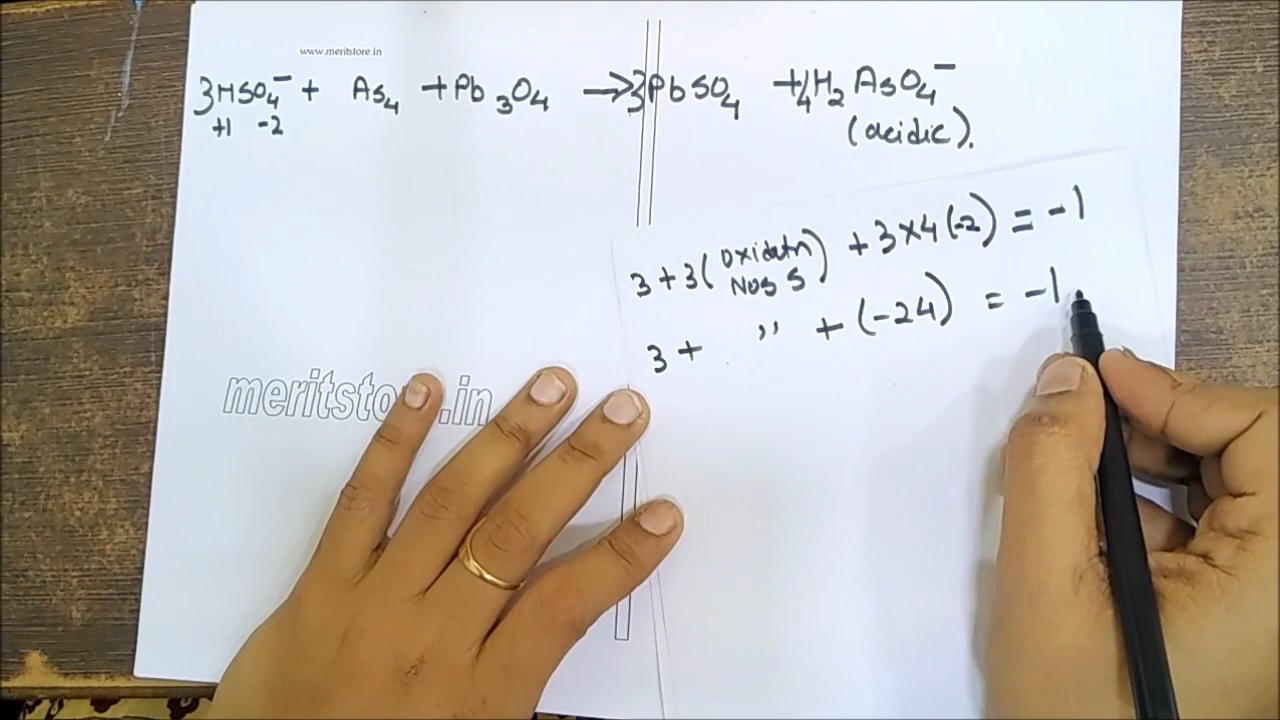 www.meritstore.in
3HSO₄⁻ + As₄ + Pb₃O₄ → 3PbSO₄ + 4H₂AsO₄⁻
+1 -2
(acidic).
3 + 3(Oxidatn Nos S) + 3×4(-2) = -1
3 + ,, + (-24) = -1
meritsto .in